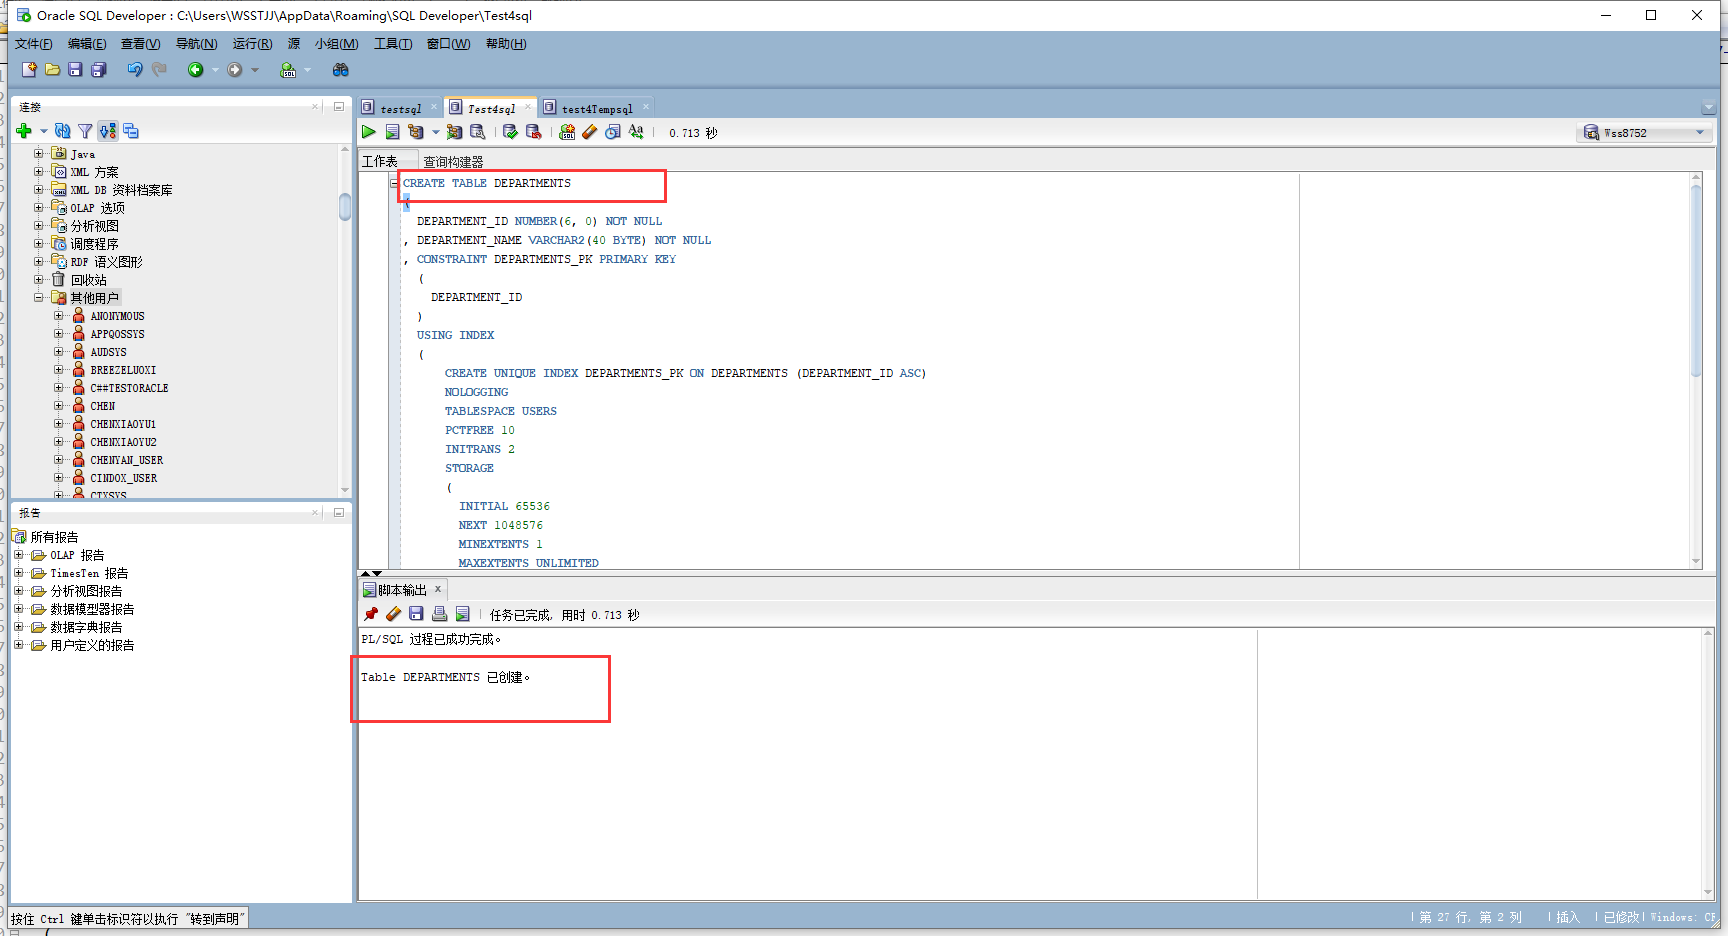 Oracle SQL Developer : C:\Users\WSSTJJ\AppData\Roaming\SQL Developer\Test4sql
文件(F) 编辑(E) 查看(V) 导航(N) 运行(R) 源 小组(M) 工具(T) 窗口(W) 帮助(H)
连接
Java
XML 方案
XML DB 资料档案库
OLAP 选项
分析视图
调度程序
RDF 语义图形
回收站
其他用户
ANONYMOUS
APPQOSSYS
AUDSYS
BREEZELUOXI
C##TESTORACLE
CHEN
CHENXIAOYU1
CHENXIAOYU2
CHENYAN_USER
CINDOX_USER
CTXSYS
报告
所有报告
OLAP 报告
TimesTen 报告
分析视图报告
数据模型器报告
数据字典报告
用户定义的报告
testsql Test4sql test4Tempsql
0.713 秒
Wss8752
工作表 查询构建器
CREATE TABLE DEPARTMENTS
(
DEPARTMENT_ID NUMBER(6, 0) NOT NULL
, DEPARTMENT_NAME VARCHAR2(40 BYTE) NOT NULL
, CONSTRAINT DEPARTMENTS_PK PRIMARY KEY
(
DEPARTMENT_ID
)
USING INDEX
(
CREATE UNIQUE INDEX DEPARTMENTS_PK ON DEPARTMENTS (DEPARTMENT_ID ASC)
NOLOGGING
TABLESPACE USERS
PCTFREE 10
INITRANS 2
STORAGE
(
INITIAL 65536
NEXT 1048576
MINEXTENTS 1
MAXEXTENTS UNLIMITED
脚本输出
任务已完成, 用时 0.713 秒
PL/SQL 过程已成功完成。
Table DEPARTMENTS 已创建。
按住 Ctrl 键单击标识符以执行 "转到声明"
第 27 行, 第 2 列 插入 已修改 Windows: CF